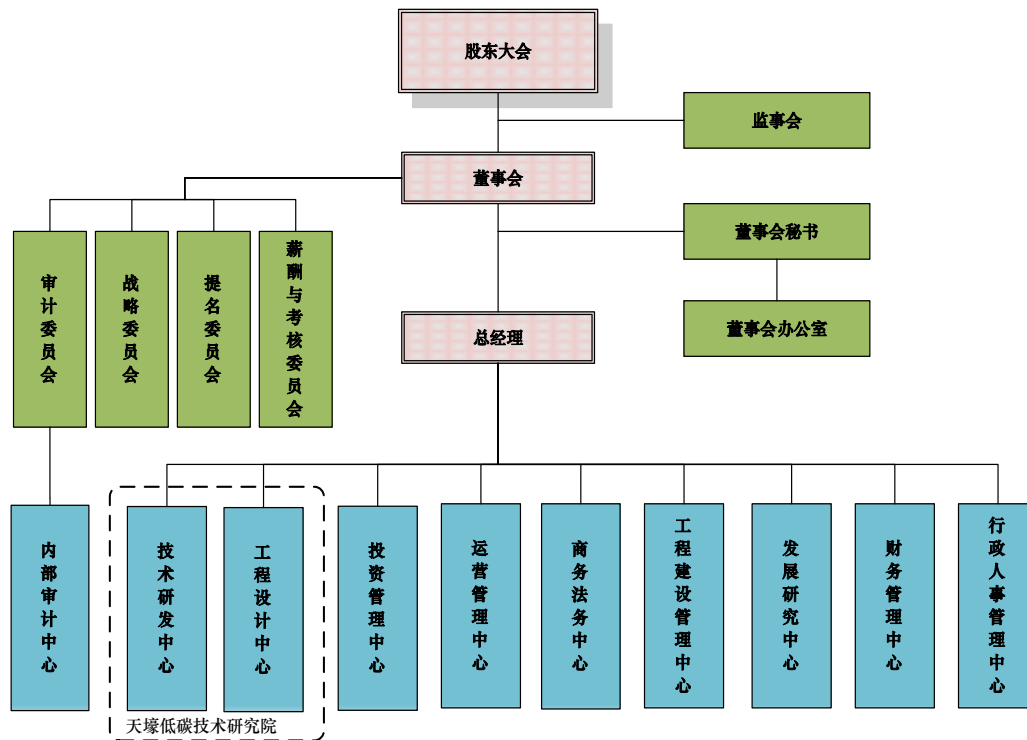 股东大会
监事会
董事会
董事会秘书
董事会办公室
总经理
审计委员会
战略委员会
提名委员会
薪酬与考核委员会
内部审计中心
技术研发中心
工程设计中心
投资管理中心
运营管理中心
商务法务中心
工程建设管理中心
发展研究中心
财务管理中心
行政人事管理中心
天壕低碳技术研究院